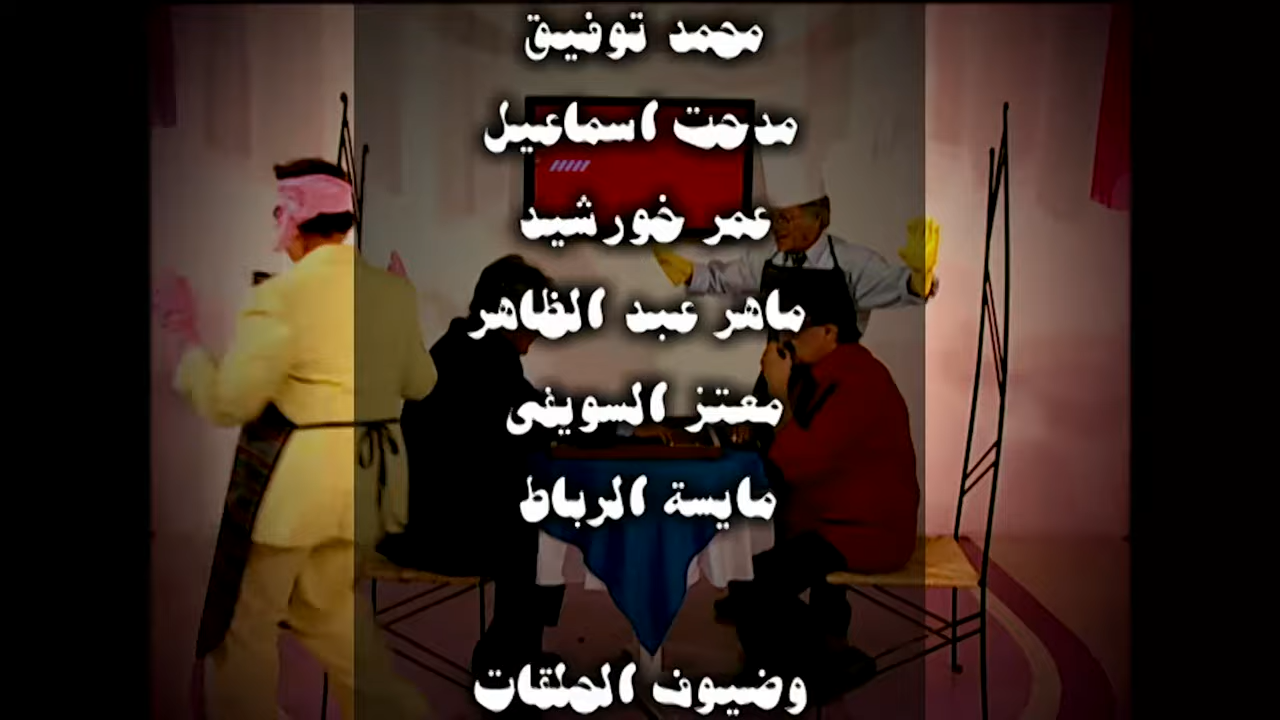 محمد توفيق
مدحت اسماعيل
عمر خورشيد
ماهر عبد الظاهر
معتز السويفى
مايسة الرباط
وضيوف الحلقات